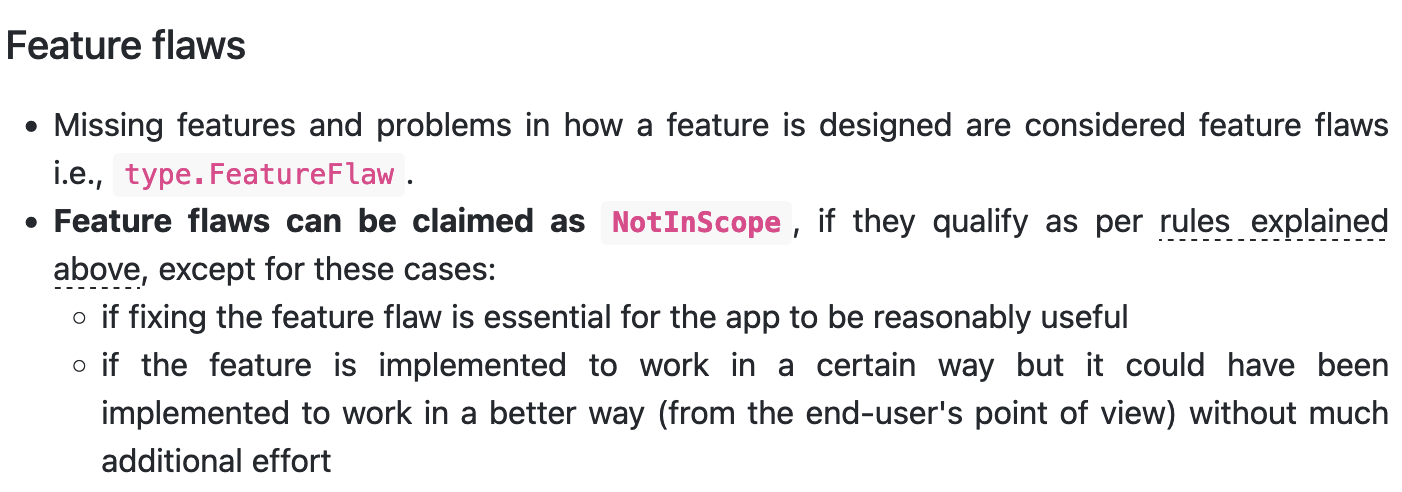 Feature flaws
• Missing features and problems in how a feature is designed are considered feature flaws
i.e., type.FeatureFlaw .
• Feature flaws can be claimed as NotInScope , if they qualify as per rules explained
above, except for these cases:
○ if fixing the feature flaw is essential for the app to be reasonably useful
○ if the feature is implemented to work in a certain way but it could have been
implemented to work in a better way (from the end-user's point of view) without much
additional effort